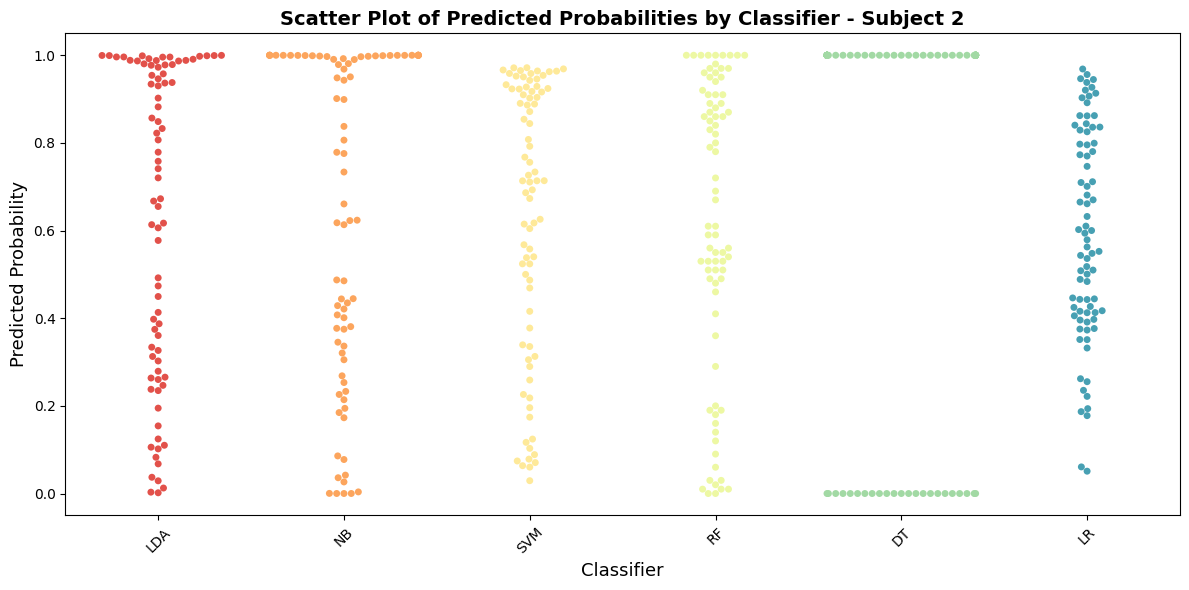 Scatter Plot of Predicted Probabilities by Classifier - Subject 2
Predicted Probability
1.0
0.8
0.6
0.4
0.2
0.0
LDA
NB
SVM
RF
DT
LR
Classifier